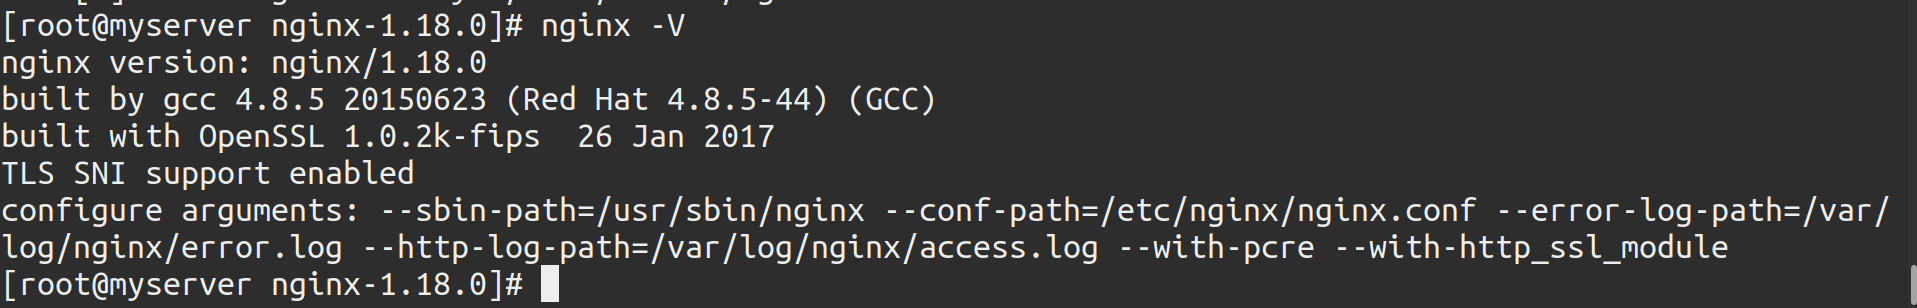 [root@myserver nginx-1.18.0]# nginx -V
nginx version: nginx/1.18.0
built by gcc 4.8.5 20150623 (Red Hat 4.8.5-44) (GCC)
built with OpenSSL 1.0.2k-fips  26 Jan 2017
TLS SNI support enabled
configure arguments: --sbin-path=/usr/sbin/nginx --conf-path=/etc/nginx/nginx.conf --error-log-path=/var/
log/nginx/error.log --http-log-path=/var/log/nginx/access.log --with-pcre --with-http_ssl_module
[root@myserver nginx-1.18.0]#